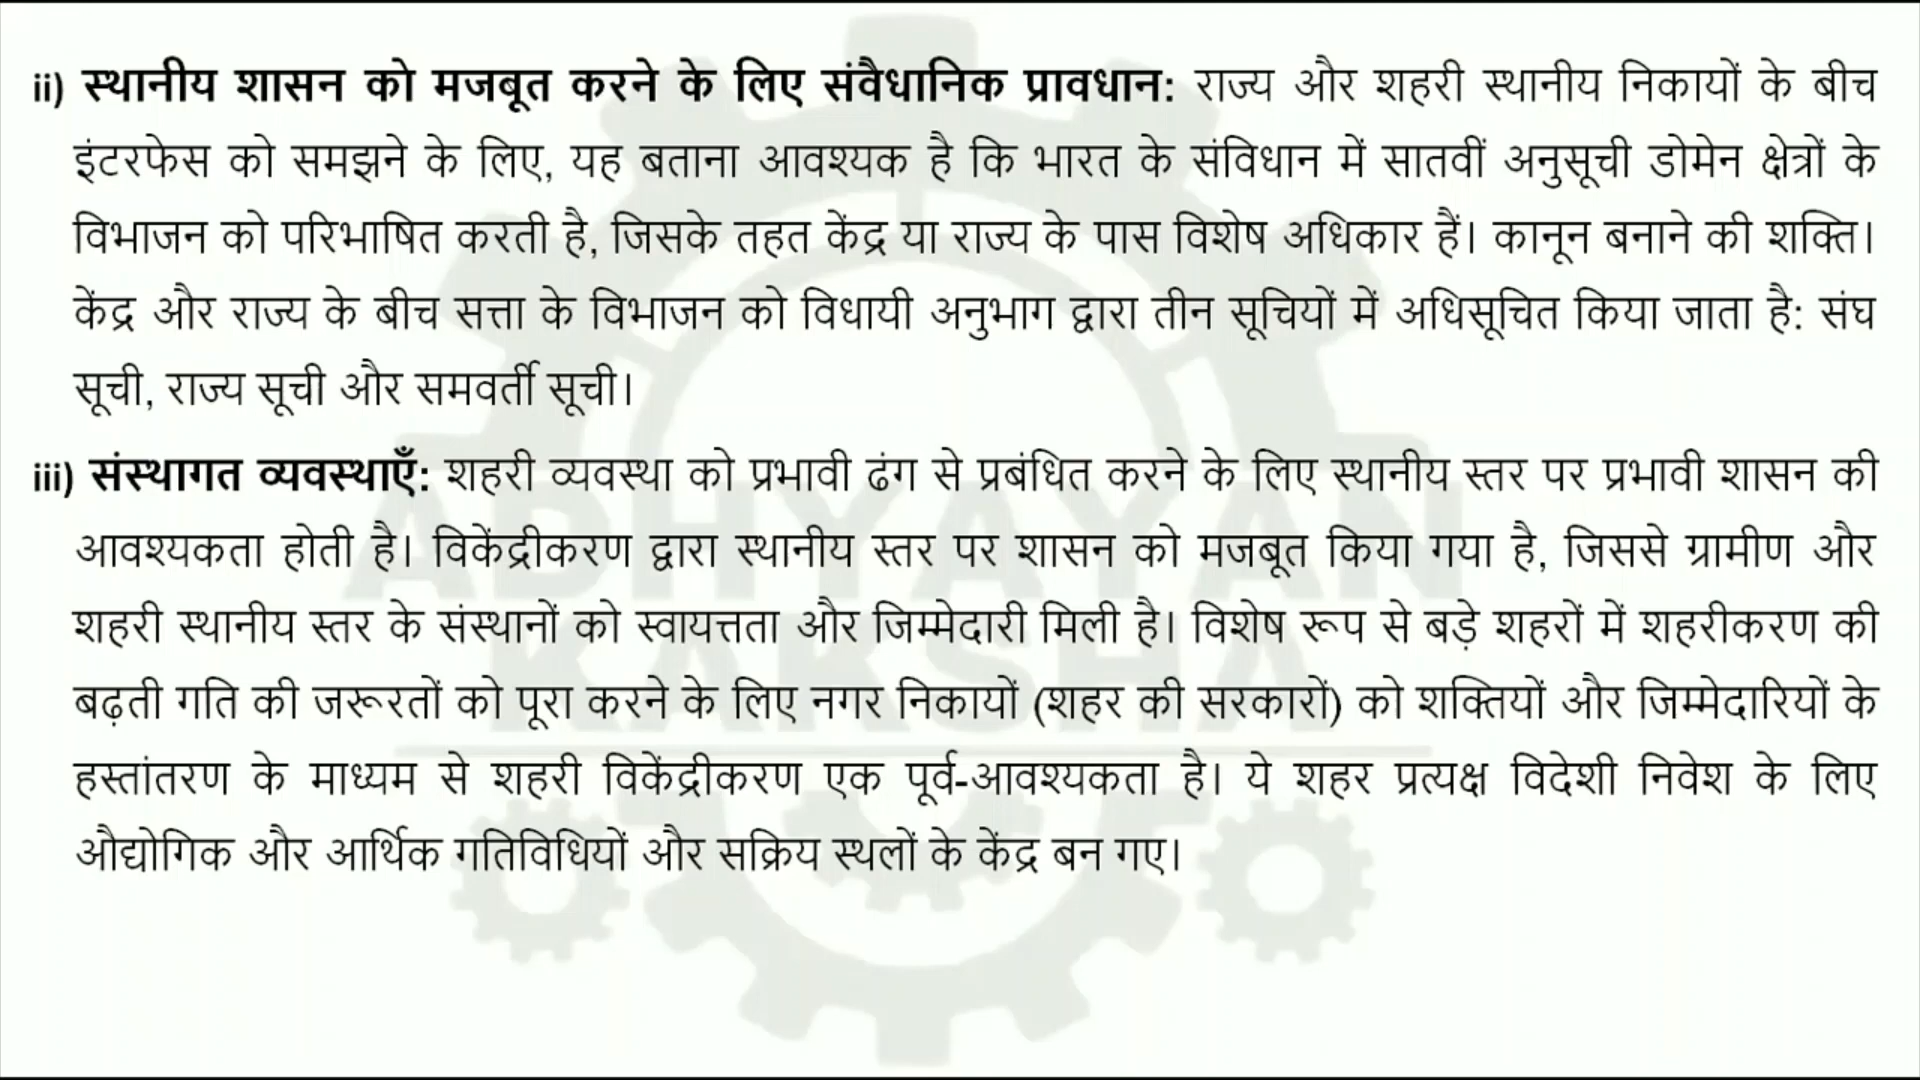 ii) स्थानीय शासन को मजबूत करने के लिए संवैधानिक प्रावधान: राज्य और शहरी स्थानीय निकायों के बीच
इंटरफेस को समझने के लिए, यह बताना आवश्यक है कि भारत के संविधान में सातवीं अनुसूची डोमेन क्षेत्रों के
विभाजन को परिभाषित करती है, जिसके तहत केंद्र या राज्य के पास विशेष अधिकार हैं। कानून बनाने की शक्ति।
केंद्र और राज्य के बीच सत्ता के विभाजन को विधायी अनुभाग द्वारा तीन सूचियों में अधिसूचित किया जाता है: संघ
सूची, राज्य सूची और समवर्ती सूची।
iii) संस्थागत व्यवस्थाएँ: शहरी व्यवस्था को प्रभावी ढंग से प्रबंधित करने के लिए स्थानीय स्तर पर प्रभावी शासन की
आवश्यकता होती है। विकेंद्रीकरण द्वारा स्थानीय स्तर पर शासन को मजबूत किया गया है, जिससे ग्रामीण और
शहरी स्थानीय स्तर के संस्थानों को स्वायत्तता और जिम्मेदारी मिली है। विशेष रूप से बड़े शहरों में शहरीकरण की
बढ़ती गति की जरूरतों को पूरा करने के लिए नगर निकायों (शहर की सरकारों) को शक्तियों और जिम्मेदारियों के
हस्तांतरण के माध्यम से शहरी विकेंद्रीकरण एक पूर्व-आवश्यकता है। ये शहर प्रत्यक्ष विदेशी निवेश के लिए
औद्योगिक और आर्थिक गतिविधियों और सक्रिय स्थलों के केंद्र बन गए।
ADHYAYAN
KAKSHA